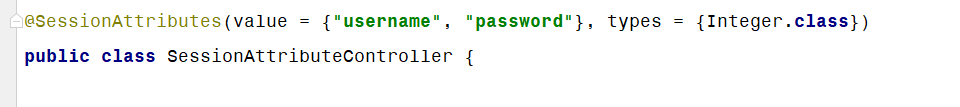 @SessionAttributes(value = {"username", "password"}, types = {Integer.class})
public class SessionAttributeController {